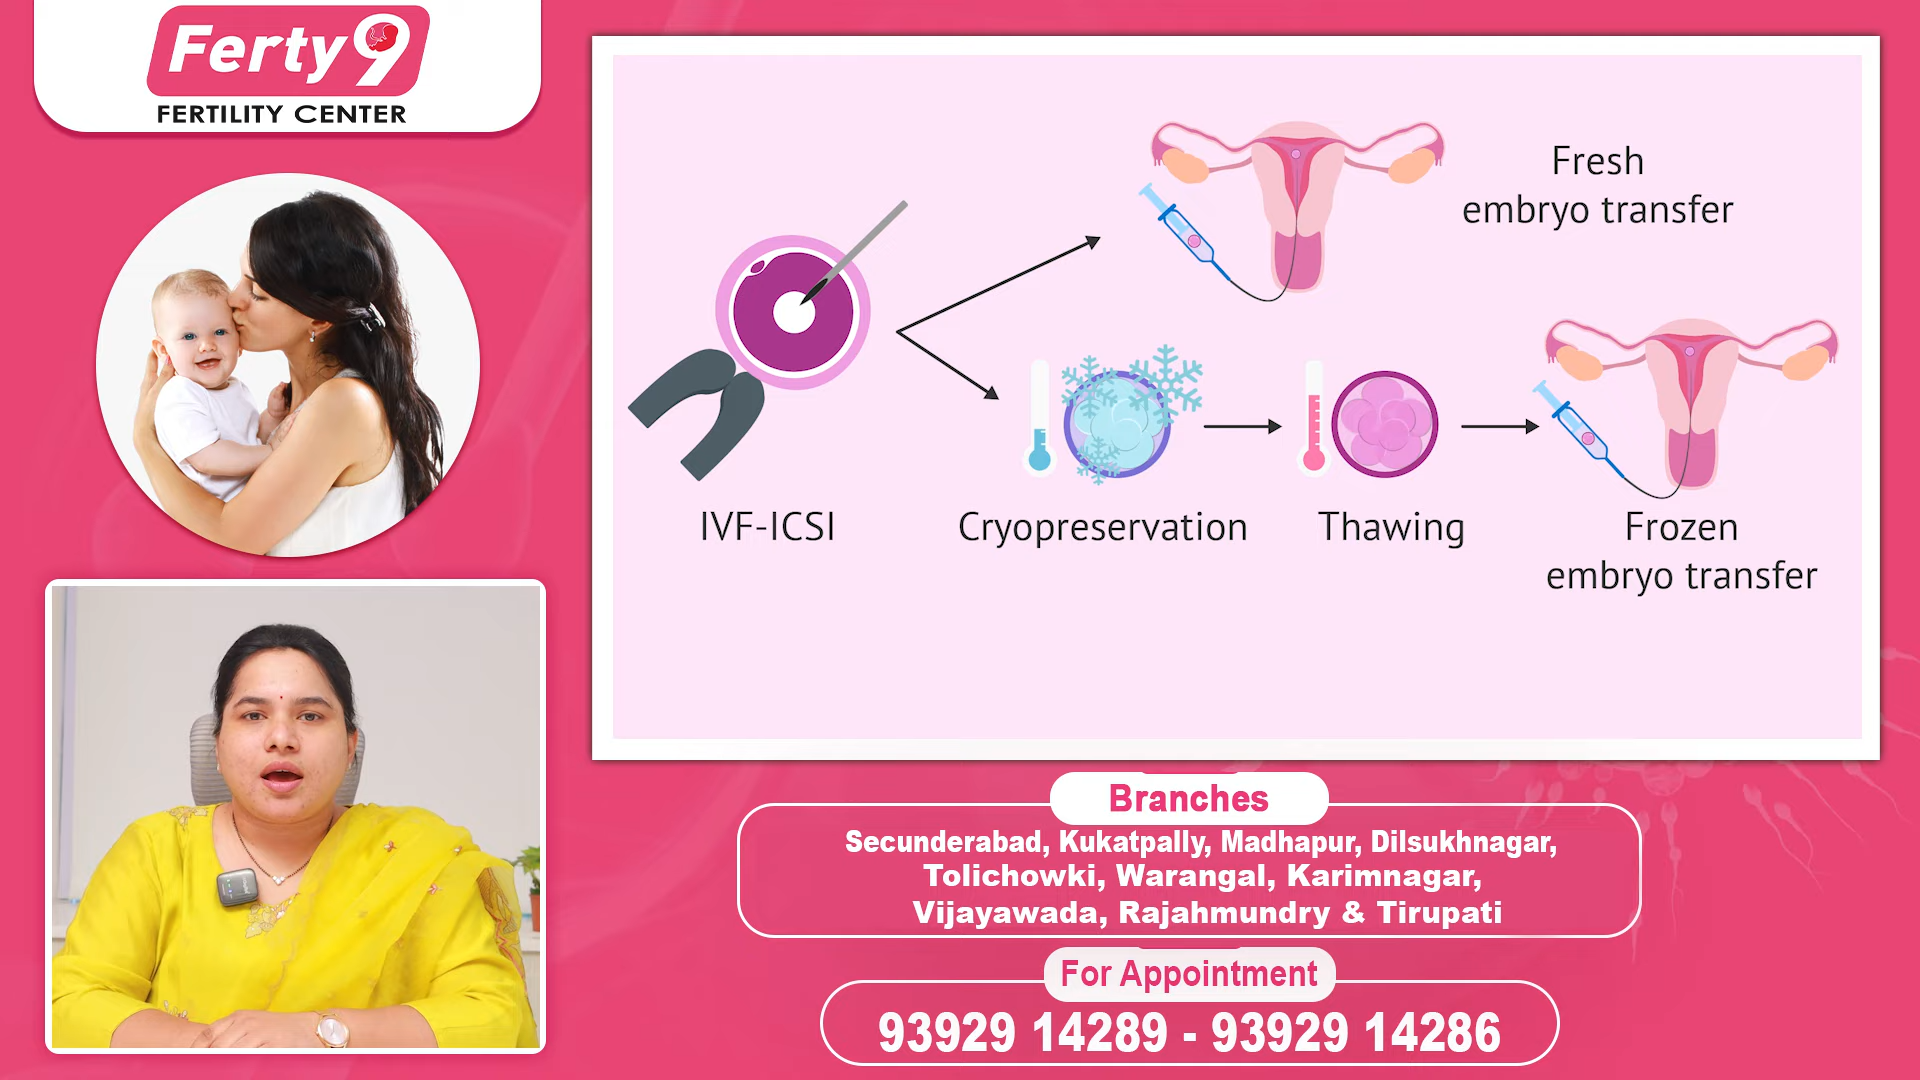 Ferty9
FERTILITY CENTER
Fresh
embryo transfer
IVF-ICSI
Cryopreservation
Thawing
Frozen
embryo transfer
Branches
Secunderabad, Kukatpally, Madhapur, Dilsukhnagar,
Tolichowki, Warangal, Karimnagar,
Vijayawada, Rajahmundry & Tirupati
For Appointment
93929 14289 - 93929 14286